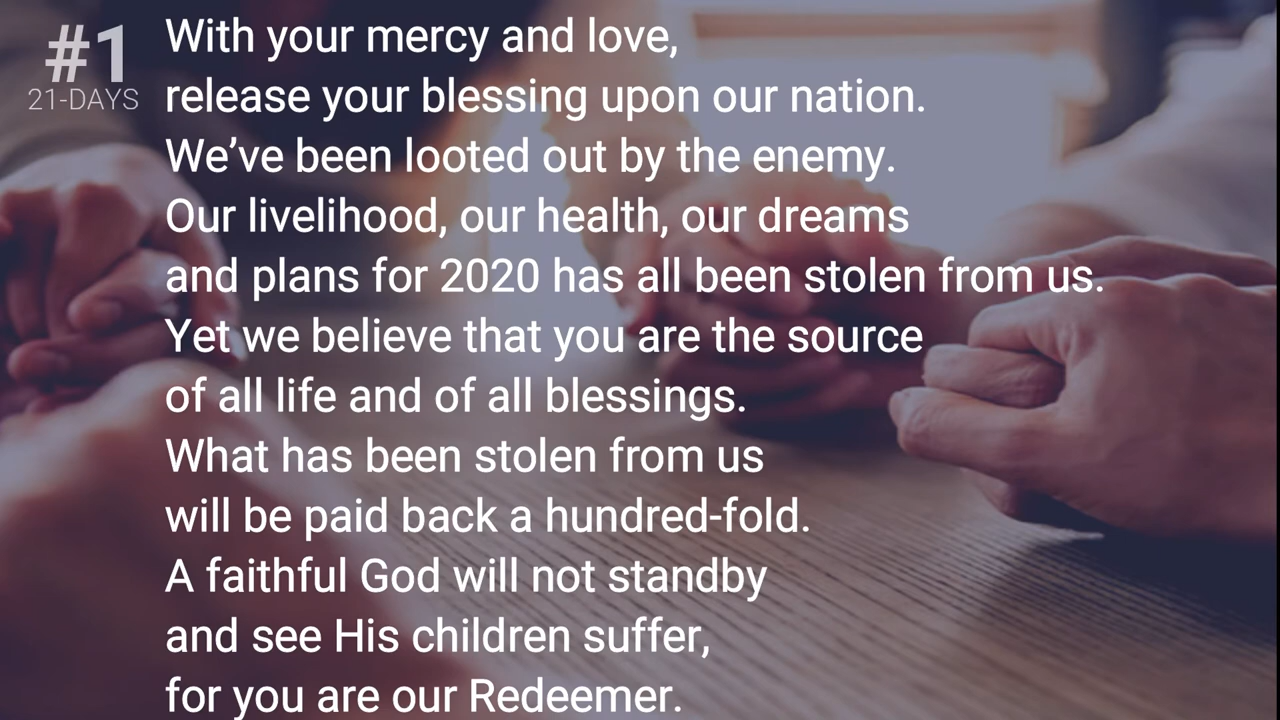 #1
21-DAYS
With your mercy and love,
release your blessing upon our nation.
We’ve been looted out by the enemy.
Our livelihood, our health, our dreams
and plans for 2020 has all been stolen from us.
Yet we believe that you are the source
of all life and of all blessings.
What has been stolen from us
will be paid back a hundred-fold.
A faithful God will not standby
and see His children suffer,
for you are our Redeemer.